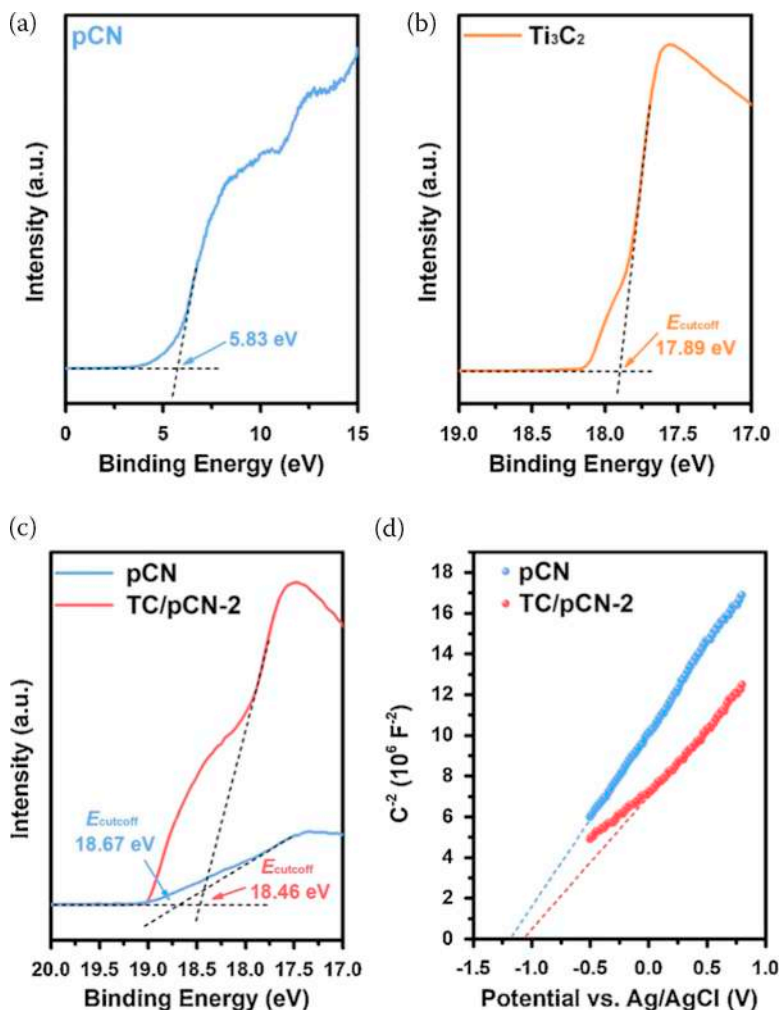 (a)
pCN
Intensity (a.u.)
5.83 eV
0 5 10 15
Binding Energy (eV)
(b)
Ti₃C₂
Intensity (a.u.)
Ecutcoff
17.89 eV
19.0 18.5 18.0 17.5 17.0
Binding Energy (eV)
(c)
pCN
TC/pCN-2
Intensity (a.u.)
Ecutcoff
18.67 eV
Ecutcoff
18.46 eV
20.0 19.5 19.0 18.5 18.0 17.5 17.0
Binding Energy (eV)
(d)
pCN
TC/pCN-2
C⁻² (10⁶ F⁻²)
18
16
14
12
10
8
6
4
2
0
-1.5 -1.0 -0.5 0.0 0.5 1.0
Potential vs. Ag/AgCl (V)